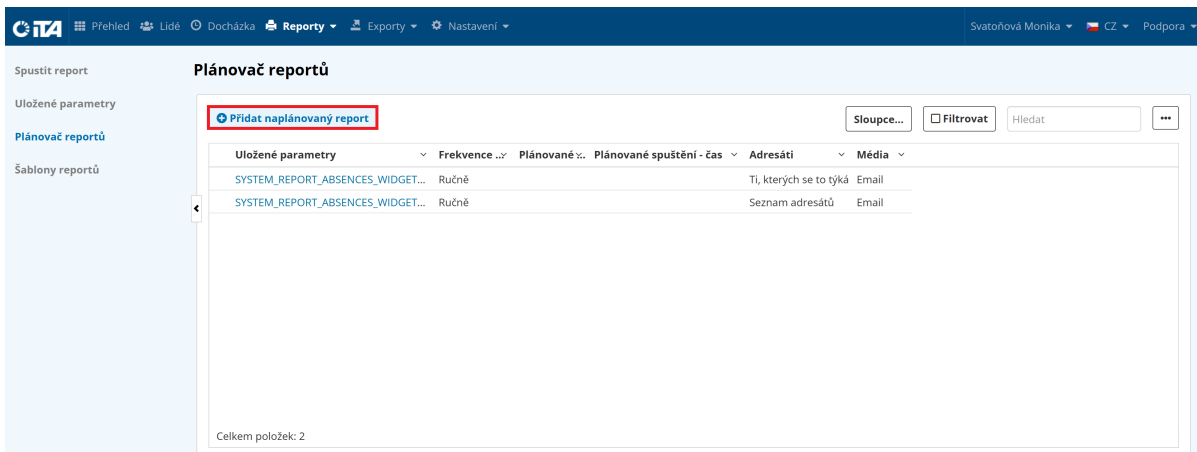 iTA Přehled Lidé Docházka Reporty Exporty Nastavení Svatoňová Monika CZ Podpora
Spustit report
Uložené parametry
Plánovač reportů
Šablony reportů
Plánovač reportů
Přidat naplánovaný report Sloupce... Filtrovat Hledat ...
Uložené parametry Frekvence ... Plánované ... Plánované spuštění - čas Adresáti Média
SYSTEM_REPORT_ABSENCES_WIDGET... Ručně Ti, kterých se to týká Email
SYSTEM_REPORT_ABSENCES_WIDGET... Ručně Seznam adresátů Email
Celkem položek: 2